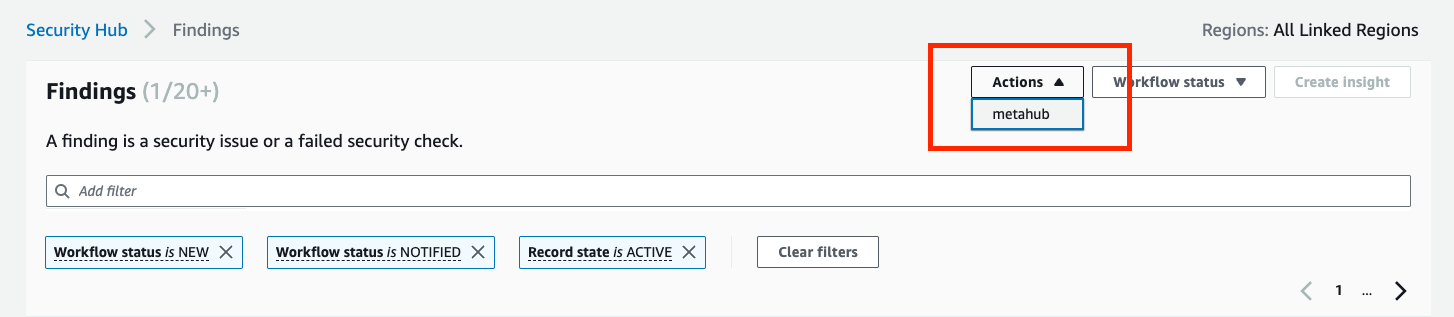 Security Hub > Findings
Regions: All Linked Regions
Findings (1/20+)
Actions ▲
Workflow status ▼
Create insight
metahub
A finding is a security issue or a failed security check.
Add filter
Workflow status is NEW
Workflow status is NOTIFIED
Record state is ACTIVE
Clear filters
1 ...